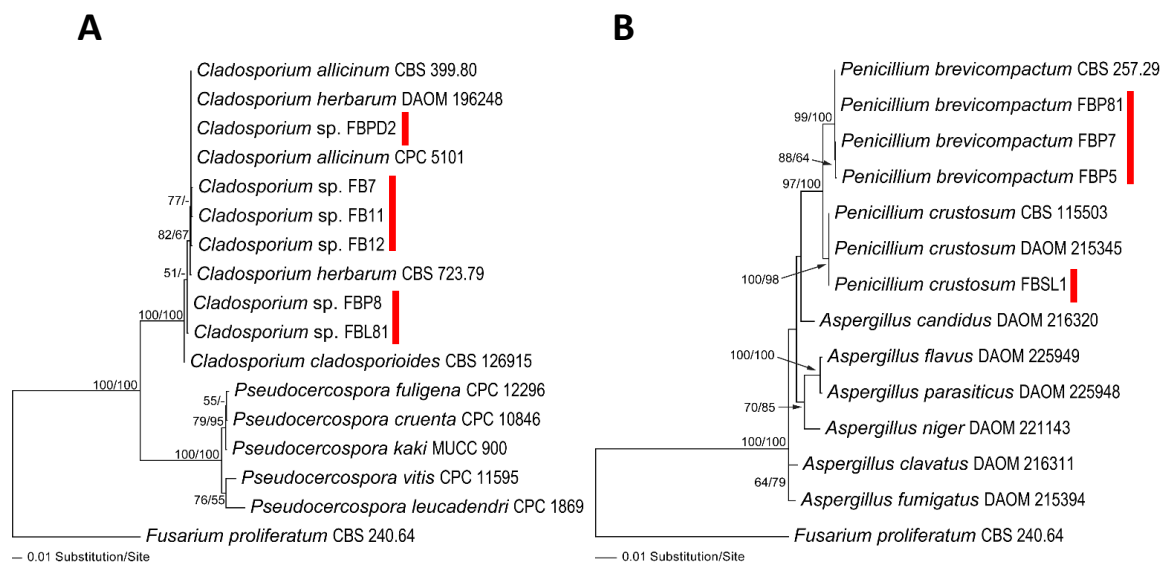 A
Cladosporium allicinum CBS 399.80
Cladosporium herbarum DAOM 196248
Cladosporium sp. FBPD2
Cladosporium allicinum CPC 5101
Cladosporium sp. FB7
77/-
Cladosporium sp. FB11
82/67
Cladosporium sp. FB12
51/-
Cladosporium herbarum CBS 723.79
Cladosporium sp. FBP8
100/100
Cladosporium sp. FBL81
Cladosporium cladosporioides CBS 126915
100/100
Pseudocercospora fuligena CPC 12296
55/-
79/95
Pseudocercospora cruenta CPC 10846
Pseudocercospora kaki MUCC 900
100/100
Pseudocercospora vitis CPC 11595
76/55
Pseudocercospora leucadendri CPC 1869
Fusarium proliferatum CBS 240.64
0.01 Substitution/Site
B
Penicillium brevicompactum CBS 257.29
Penicillium brevicompactum FBP81
99/100
Penicillium brevicompactum FBP7
88/64
Penicillium brevicompactum FBP5
97/100
Penicillium crustosum CBS 115503
Penicillium crustosum DAOM 215345
100/98
Penicillium crustosum FBSL1
Aspergillus candidus DAOM 216320
100/100
Aspergillus flavus DAOM 225949
Aspergillus parasiticus DAOM 225948
70/85
Aspergillus niger DAOM 221143
100/100
Aspergillus clavatus DAOM 216311
64/79
Aspergillus fumigatus DAOM 215394
Fusarium proliferatum CBS 240.64
0.01 Substitution/Site